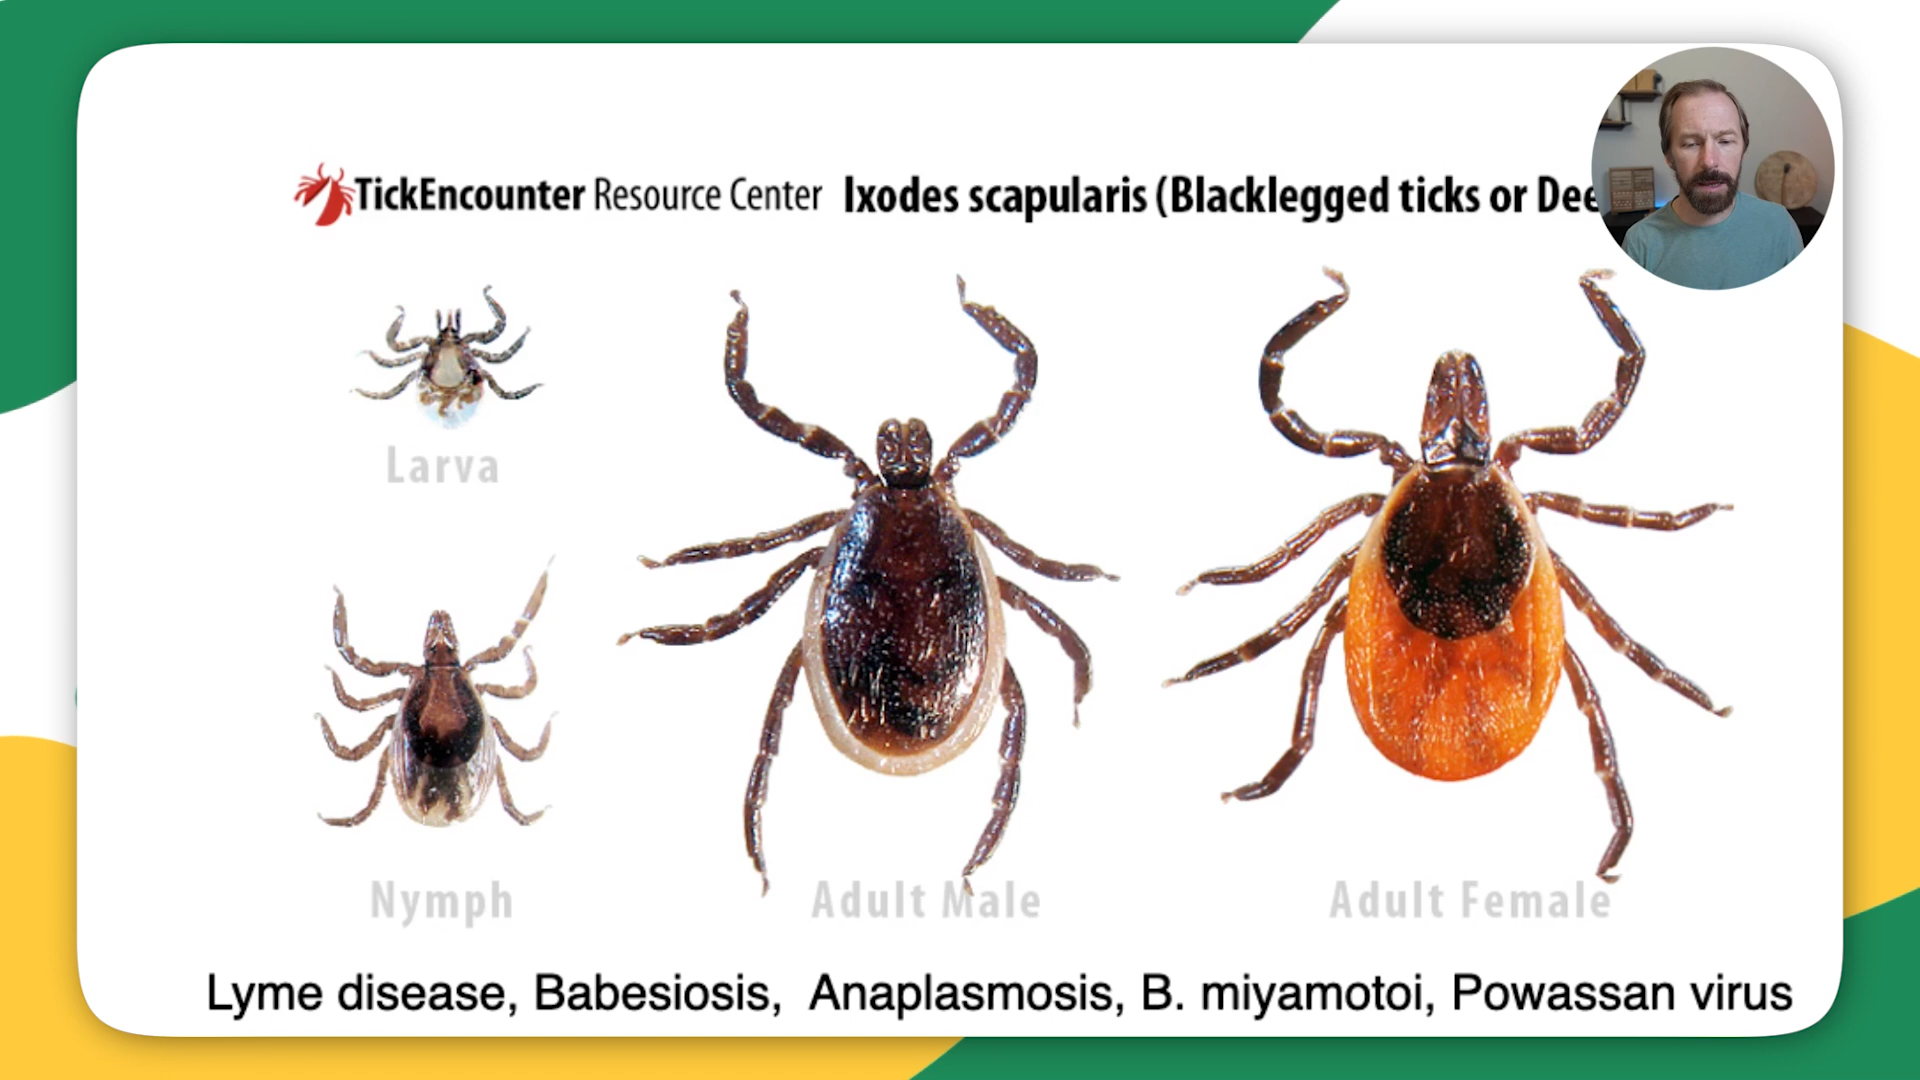 TickEncounter Resource Center Ixodes scapularis (Blacklegged ticks or
Larva
Nymph
Adult Male
Adult Female
Lyme disease, Babesiosis, Anaplasmosis, B. miyamotoi, Powassan virus